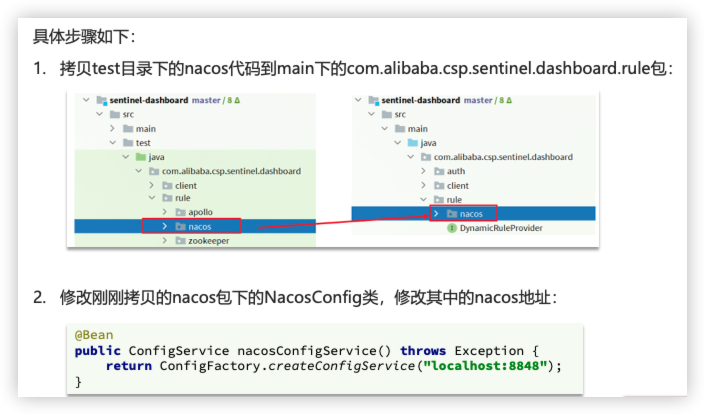 具体步骤如下：
1. 拷贝test目录下的nacos代码到main下的com.alibaba.csp.sentinel.dashboard.rule包：
sentinel-dashboard master / 8 Δ
src
main
test
java
com.alibaba.csp.sentinel.dashboard
client
rule
apollo
nacos
zookeeper
sentinel-dashboard master / 8 Δ
src
main
java
com.alibaba.csp.sentinel.dashboard
auth
client
rule
nacos
I DynamicRuleProvider
2. 修改刚刚拷贝的nacos包下的NacosConfig类，修改其中的nacos地址：
@Bean
public ConfigService nacosConfigService() throws Exception {
return ConfigFactory.createConfigService("localhost:8848");
}